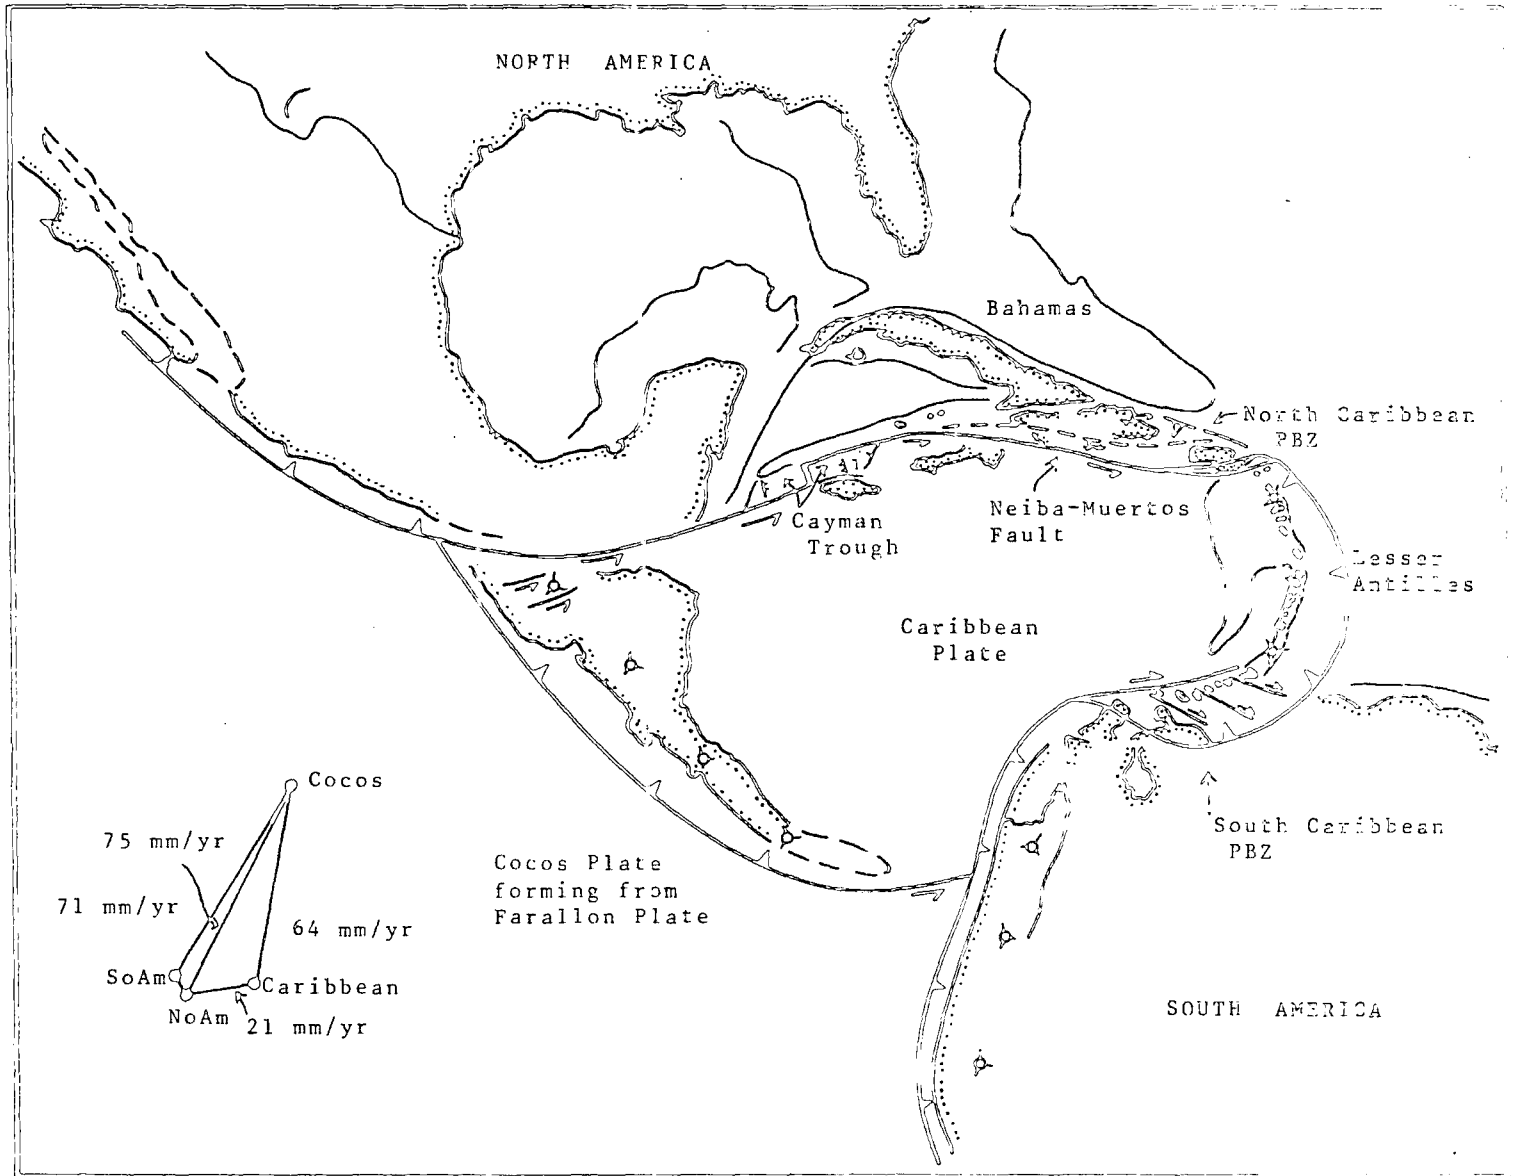 NORTH AMERICA
Bahamas
North Caribbean
PBZ
Cayman
Trough
Neiba-Muertos
Fault
Lesser
Antilles
Caribbean
Plate
Cocos
75 mm/yr
71 mm/yr
64 mm/yr
SoAm
Caribbean
NoAm
21 mm/yr
Cocos Plate
forming from
Farallon Plate
South Caribbean
PBZ
SOUTH AMERICA